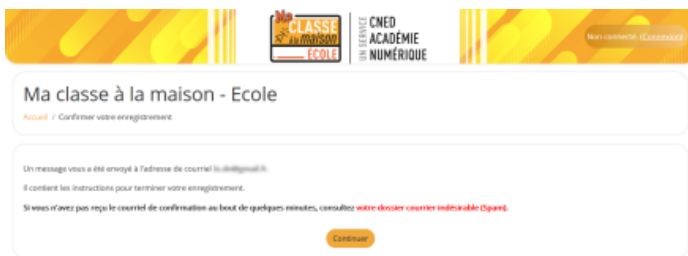 Ma
CLASSE
à la maison
ÉCOLE
UN SERVICE
CNED
ACADÉMIE
NUMÉRIQUE
Non connecté. (Connexion)
Ma classe à la maison - Ecole
Accueil / Confirmer votre enregistrement
Un message vous a été envoyé à l'adresse de courriel
Il contient les instructions pour terminer votre enregistrement.
Si vous n'avez pas reçu le courriel de confirmation au bout de quelques minutes, consultez votre dossier courrier indésirable (Spam).
Continuer